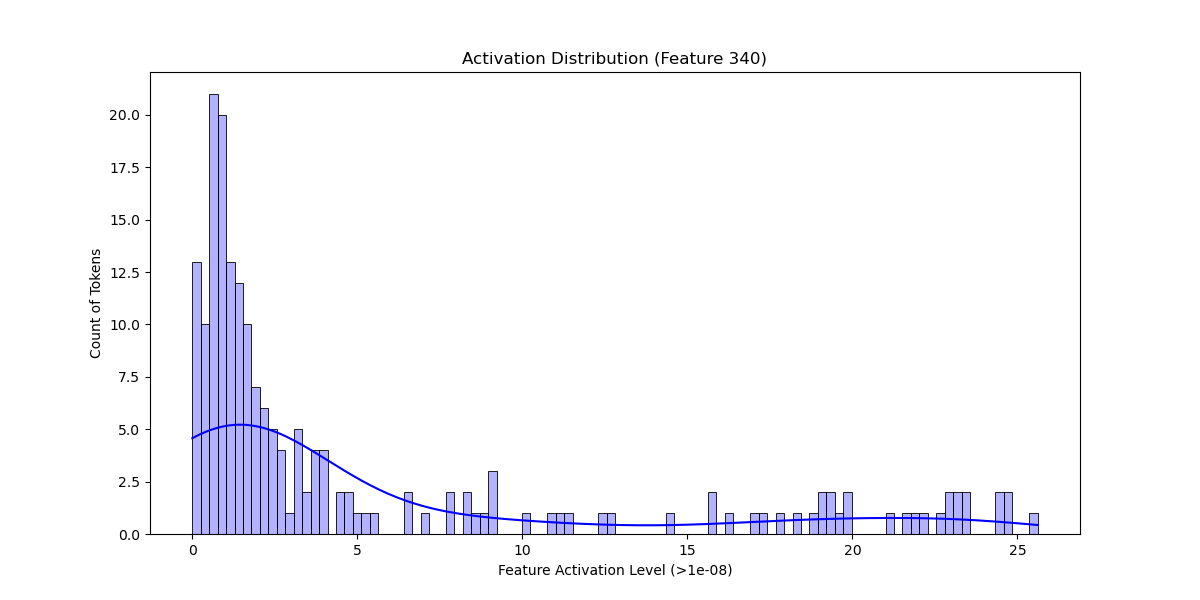 Activation Distribution (Feature 340)
20.0
17.5
15.0
12.5
10.0
7.5
5.0
2.5
0.0
Count of Tokens
0 5 10 15 20 25
Feature Activation Level (>1e-08)